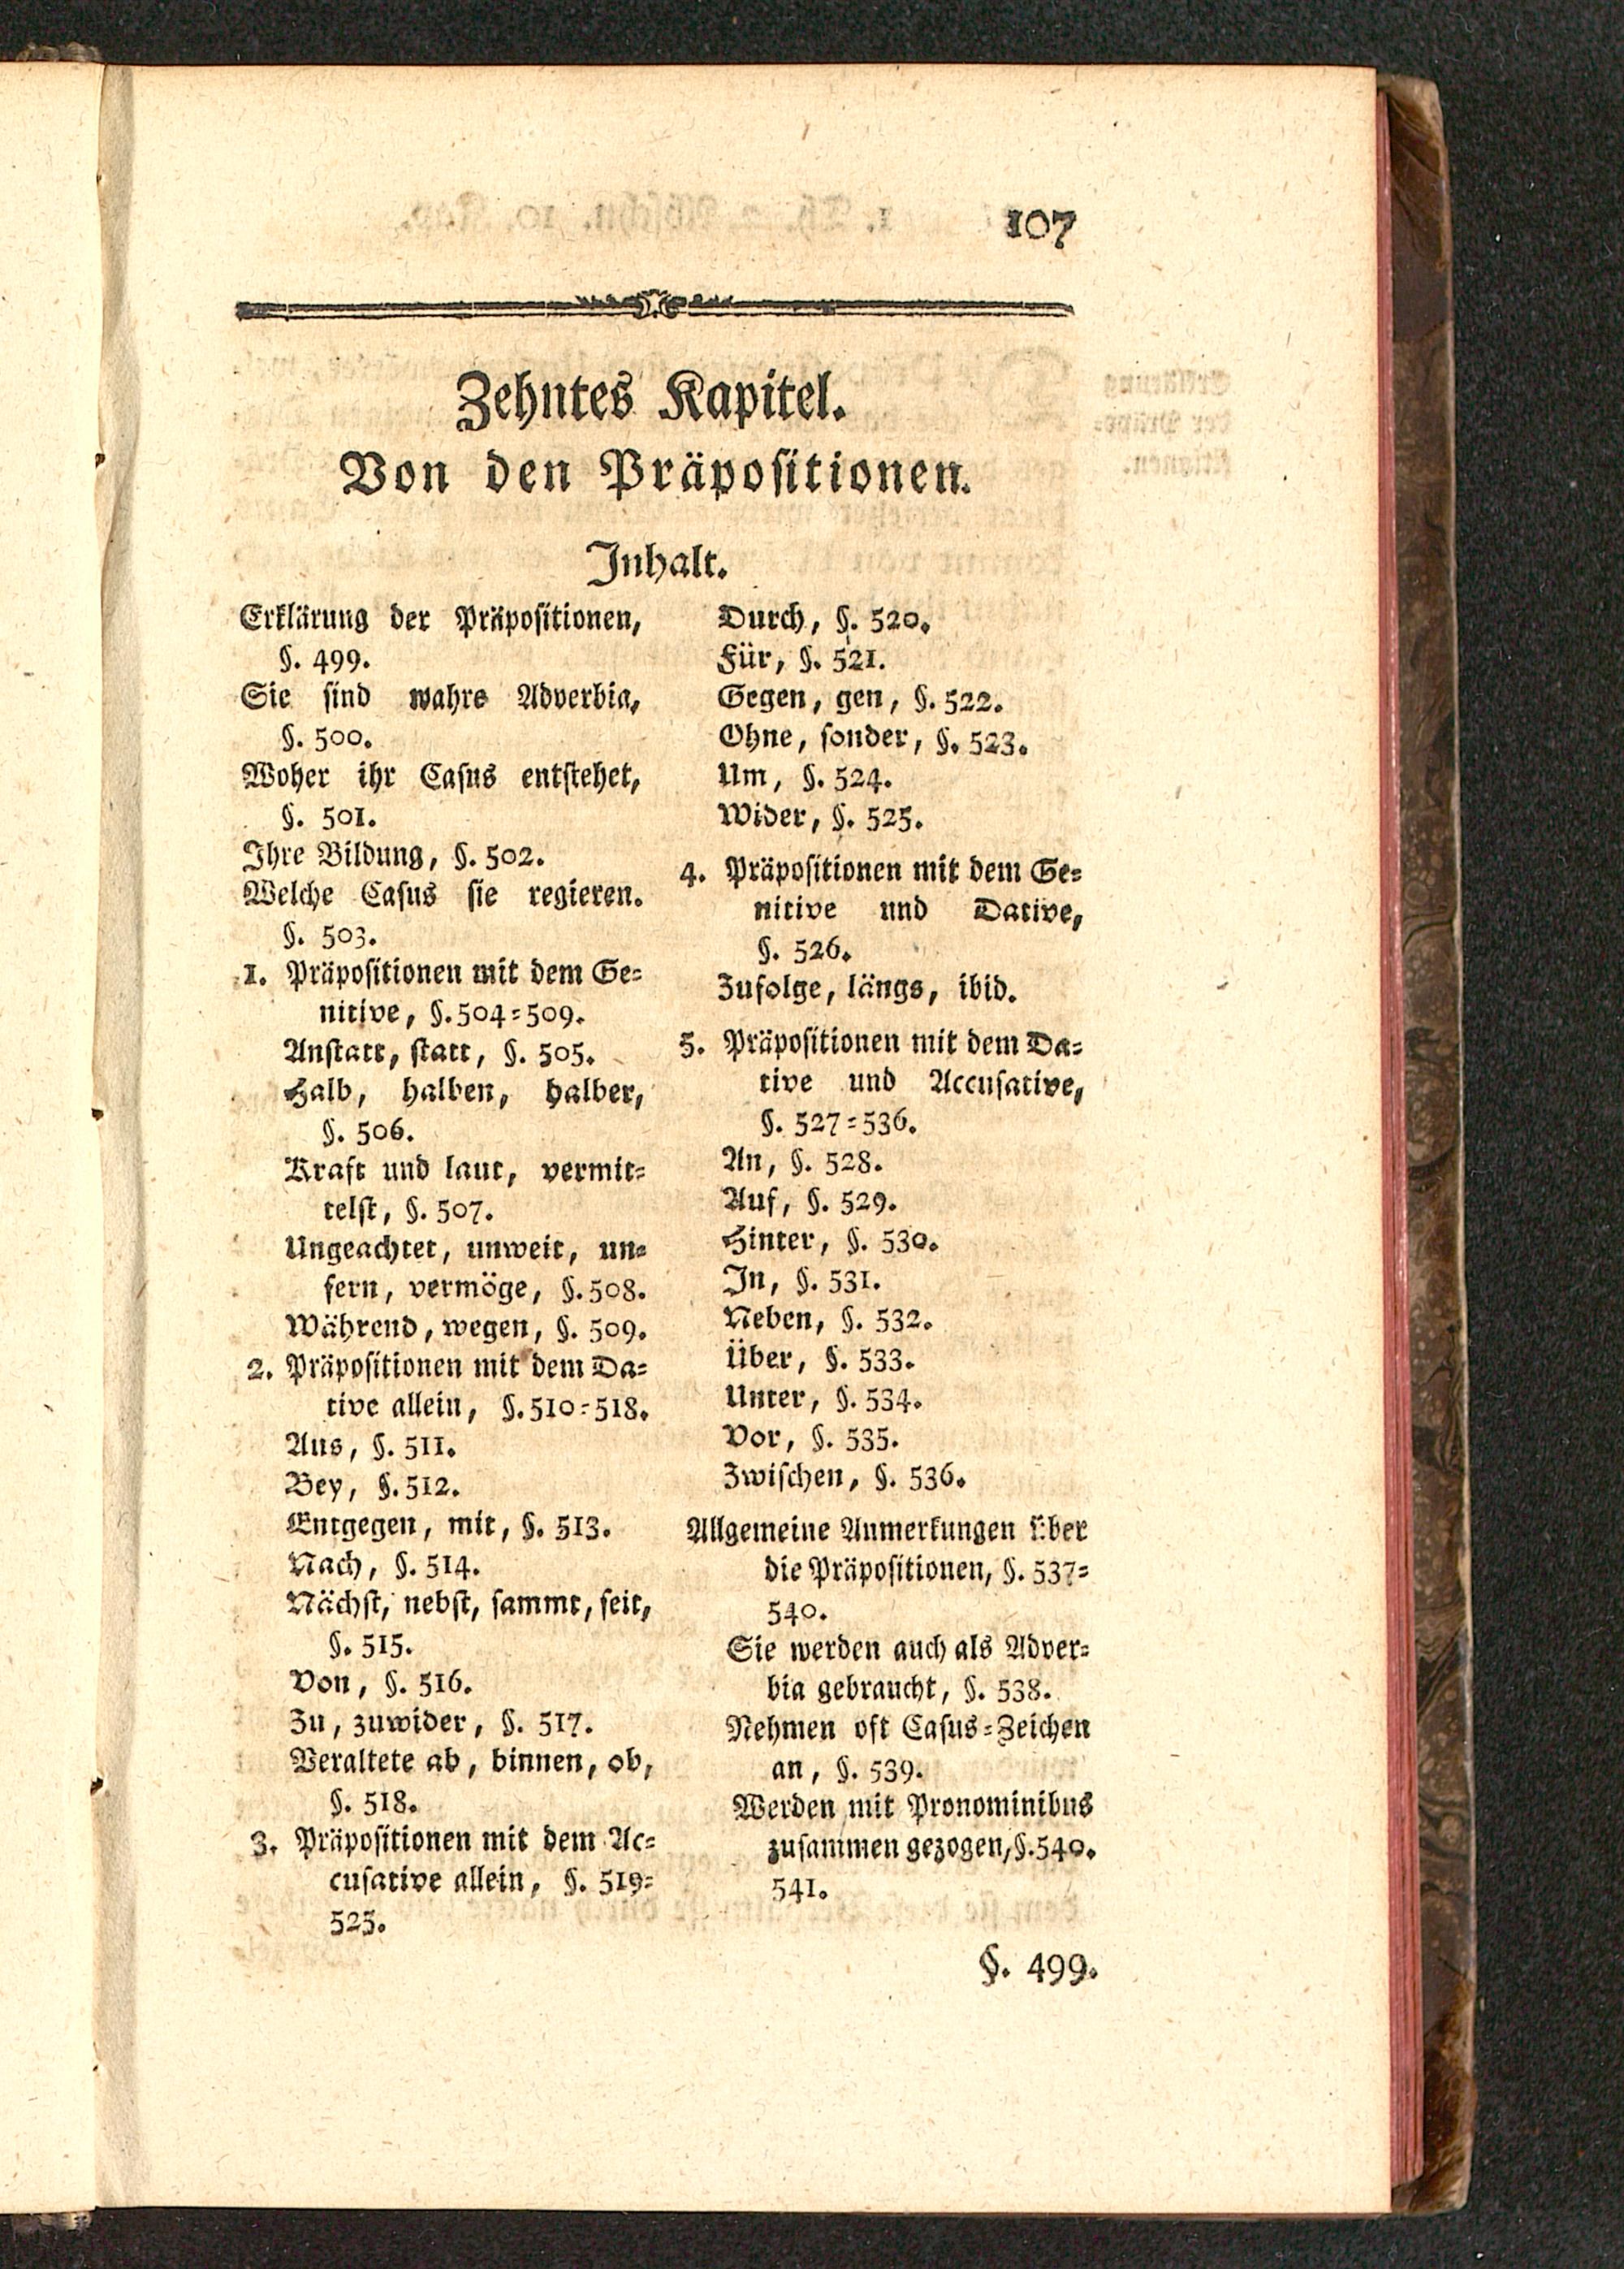 107
Zehntes Kapitel.
Von den Präpositionen.
Inhalt.
Erklärung der Präpositionen,
§. 499.
Sie sind wahre Adverbia,
§. 500.
Woher ihr Casus entstehet,
§. 501.
Ihre Bildung, §. 502.
Welche Casus sie regieren.
§. 503.
1. Präpositionen mit dem Ge-
nitive, §. 504-509.
Anstatt, statt, §. 505.
Halb, halben, halber,
§. 506.
Kraft und laut, vermit-
telst, §. 507.
Ungeachtet, unweit, un-
fern, vermöge, §. 508.
Während, wegen, §. 509.
2. Präpositionen mit dem Da-
tive allein, §. 510-518.
Aus, §. 511.
Bey, §. 512.
Entgegen, mit, §. 513.
Nach, §. 514.
Nächst, nebst, sammt, seit,
§. 515.
Von, §. 516.
Zu, zuwider, §. 517.
Veraltete ab, binnen, ob,
§. 518.
3. Präpositionen mit dem Ac-
cusative allein, §. 519-
525.
Durch, §. 520.
Für, §. 521.
Gegen, gen, §. 522.
Ohne, sonder, §. 523.
Um, §. 524.
Wider, §. 525.
4. Präpositionen mit dem Ge-
nitive und Dative,
§. 526.
Zufolge, längs, ibid.
5. Präpositionen mit dem Da-
tive und Accusative,
§. 527-536.
An, §. 528.
Auf, §. 529.
Hinter, §. 530.
In, §. 531.
Neben, §. 532.
Über, §. 533.
Unter, §. 534.
Vor, §. 535.
Zwischen, §. 536.
Allgemeine Anmerkungen über
die Präpositionen, §. 537-
540.
Sie werden auch als Adver-
bia gebraucht, §. 538.
Nehmen oft Casus-Zeichen
an, §. 539.
Werden mit Pronominibus
zusammen gezogen, §. 540.
541.
§. 499.